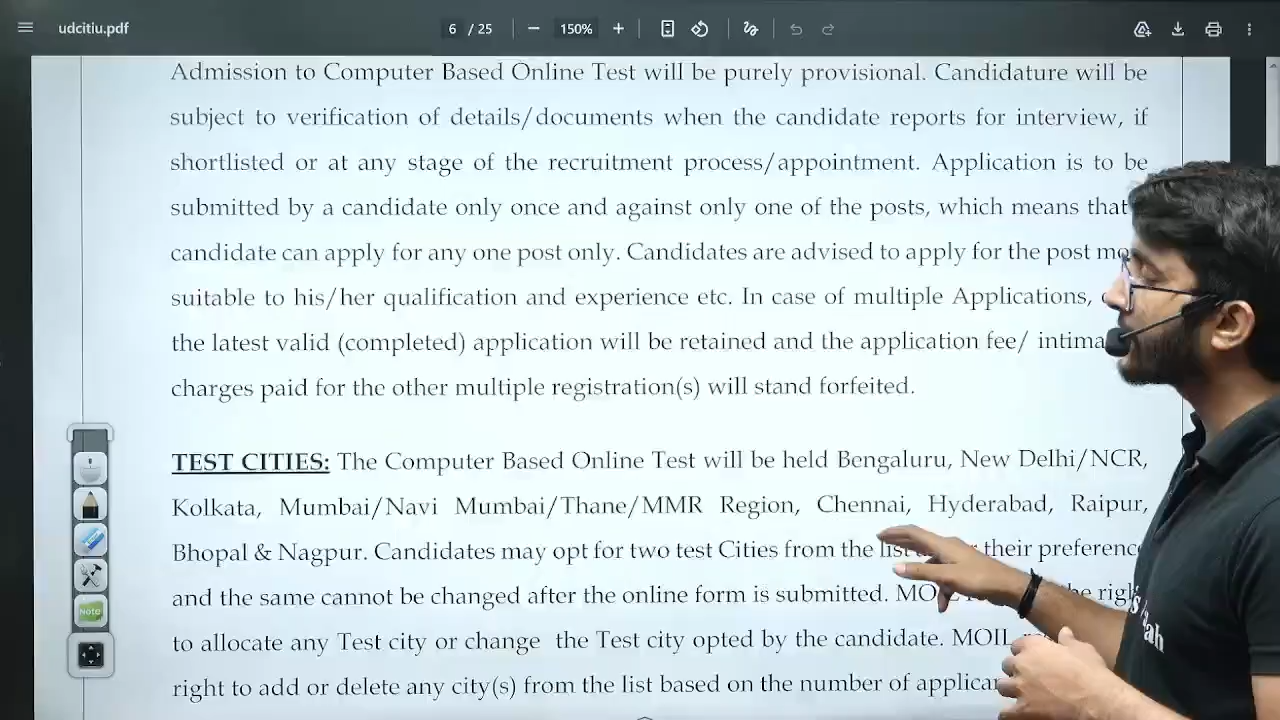 udcitiu.pdf
6 / 25
150%
Admission to Computer Based Online Test will be purely provisional. Candidature will be
subject to verification of details/documents when the candidate reports for interview, if
shortlisted or at any stage of the recruitment process/appointment. Application is to be
submitted by a candidate only once and against only one of the posts, which means that
candidate can apply for any one post only. Candidates are advised to apply for the post
suitable to his/her qualification and experience etc. In case of multiple Applications,
the latest valid (completed) application will be retained and the application fee/
charges paid for the other multiple registration(s) will stand forfeited.
TEST CITIES: The Computer Based Online Test will be held Bengaluru, New Delhi/NCR,
Kolkata, Mumbai/Navi Mumbai/Thane/MMR Region, Chennai, Hyderabad, Raipur,
Bhopal & Nagpur. Candidates may opt for two test Cities from the list their preference
and the same cannot be changed after the online form is submitted.
to allocate any Test city or change the Test city opted by the candidate. MOIL
right to add or delete any city(s) from the list based on the number of
Note